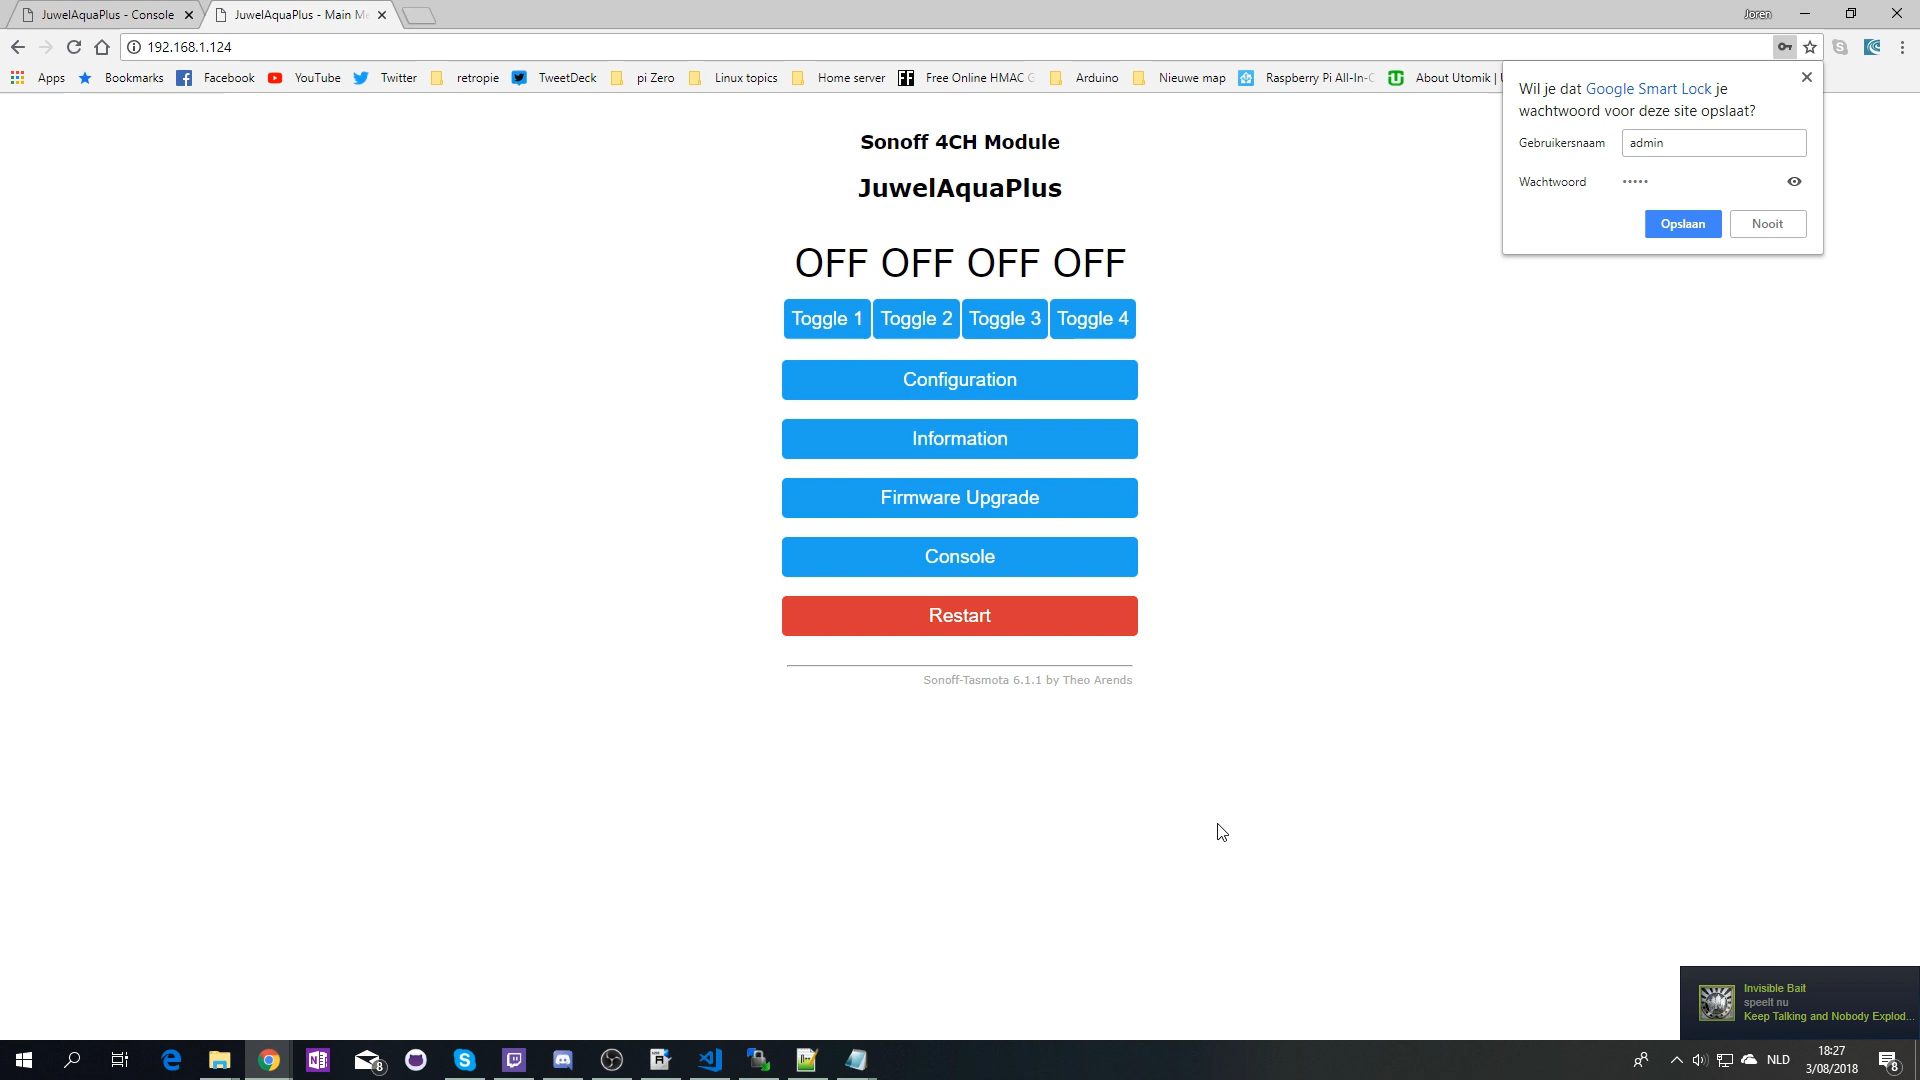 JuwelAquaPlus - Console
JuwelAquaPlus - Main M
Joren
192.168.1.124
Apps
Bookmarks
Facebook
YouTube
Twitter
retropie
TweetDeck
pi Zero
Linux topics
Home server
Free Online HMAC G
Arduino
Nieuwe map
Raspberry Pi All-In-C
About Utomik |
Wil je dat Google Smart Lock je
wachtwoord voor deze site opslaat?
Gebruikersnaam admin
Wachtwoord •••••
Opslaan Nooit
Sonoff 4CH Module
JuwelAquaPlus
OFF OFF OFF OFF
Toggle 1 Toggle 2 Toggle 3 Toggle 4
Configuration
Information
Firmware Upgrade
Console
Restart
Sonoff-Tasmota 6.1.1 by Theo Arends
Invisible Bait
speelt nu
Keep Talking and Nobody Explod...
8
NLD
18:27
3/08/2018
8